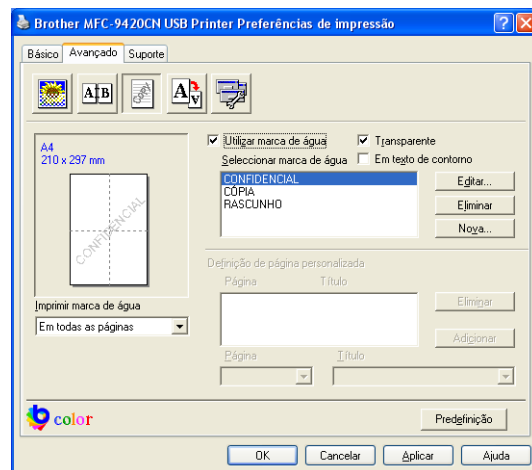 Brother MFC-9420CN USB Printer Preferências de impressão
Básico Avançado Suporte
A B
Copy
A V
A4
210 x 297 mm
CONFIDENCIAL
Imprimir marca de água
Em todas as páginas
Utilizar marca de água Transparente
Seleccionar marca de água Em texto de contorno
CONFIDENCIAL
CÓPIA
RASCUNHO
Editar...
Eliminar
Nova...
Definição de página personalizada
Página Título
Eliminar
Adicionar
Página Título
color
Predefinição
OK Cancelar Aplicar Ajuda